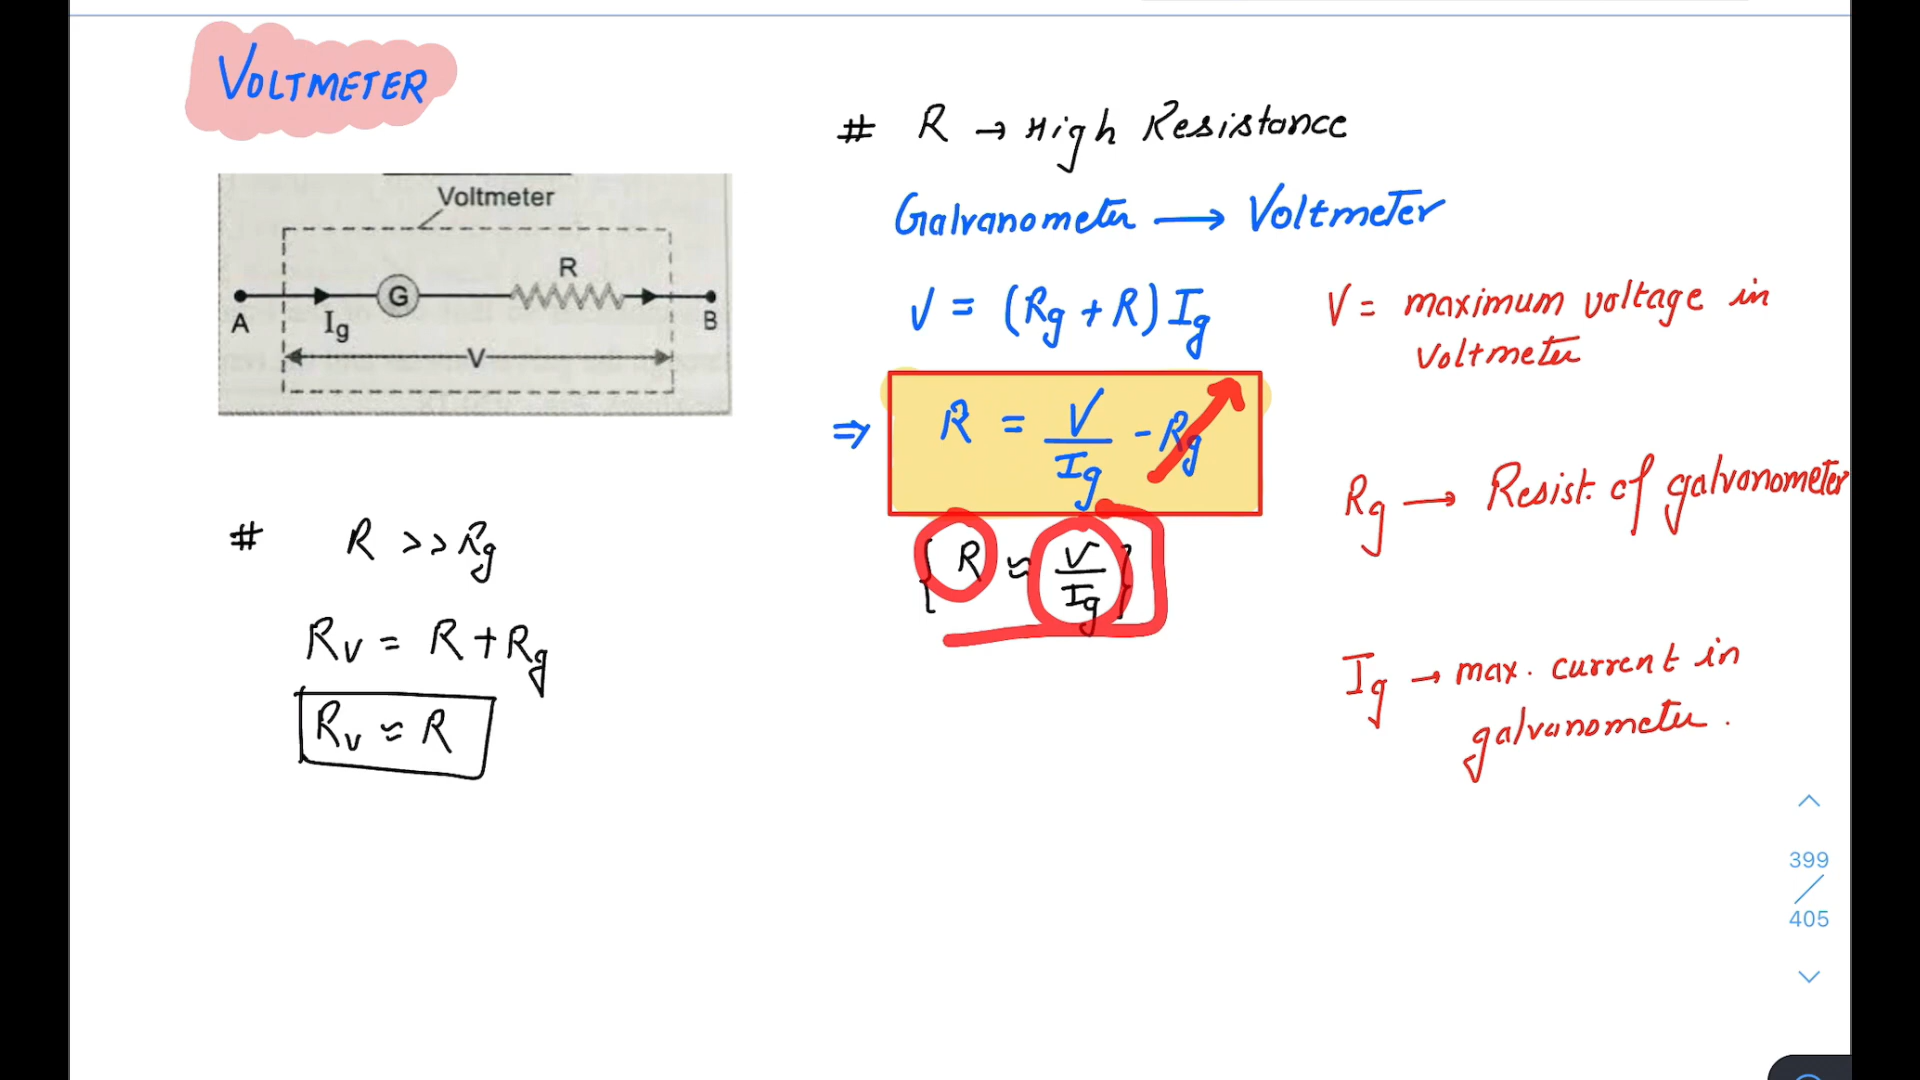 VOLTMETER
Voltmeter
R
G
A
Ig
B
V
# R >> Rg
Rv = R + Rg
Rv ≈ R
# R → High Resistance
Galvanometer → Voltmeter
V = (Rg + R) Ig
⇒ R = V/Ig - Rg
{ R ≈ V/Ig }
V = maximum voltage in
voltmeter
Rg → Resist. of galvanometer
Ig → max. current in
galvanometer.
399
/
405